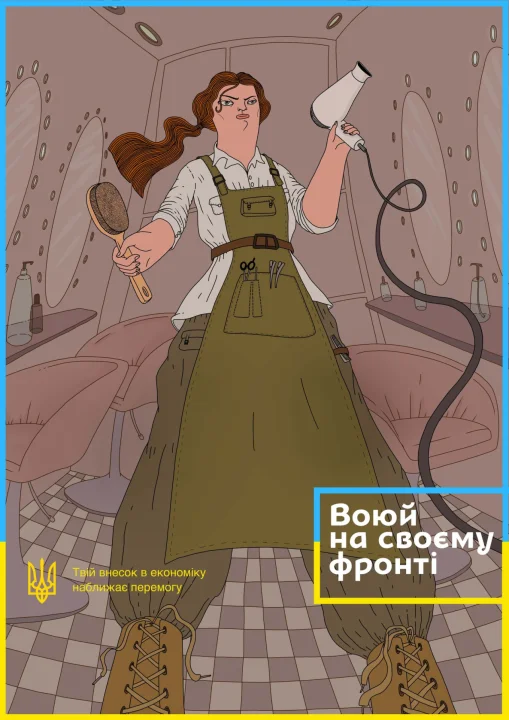 Воюй
на своєму
фронті
Твій внесок в економіку
наближає перемогу